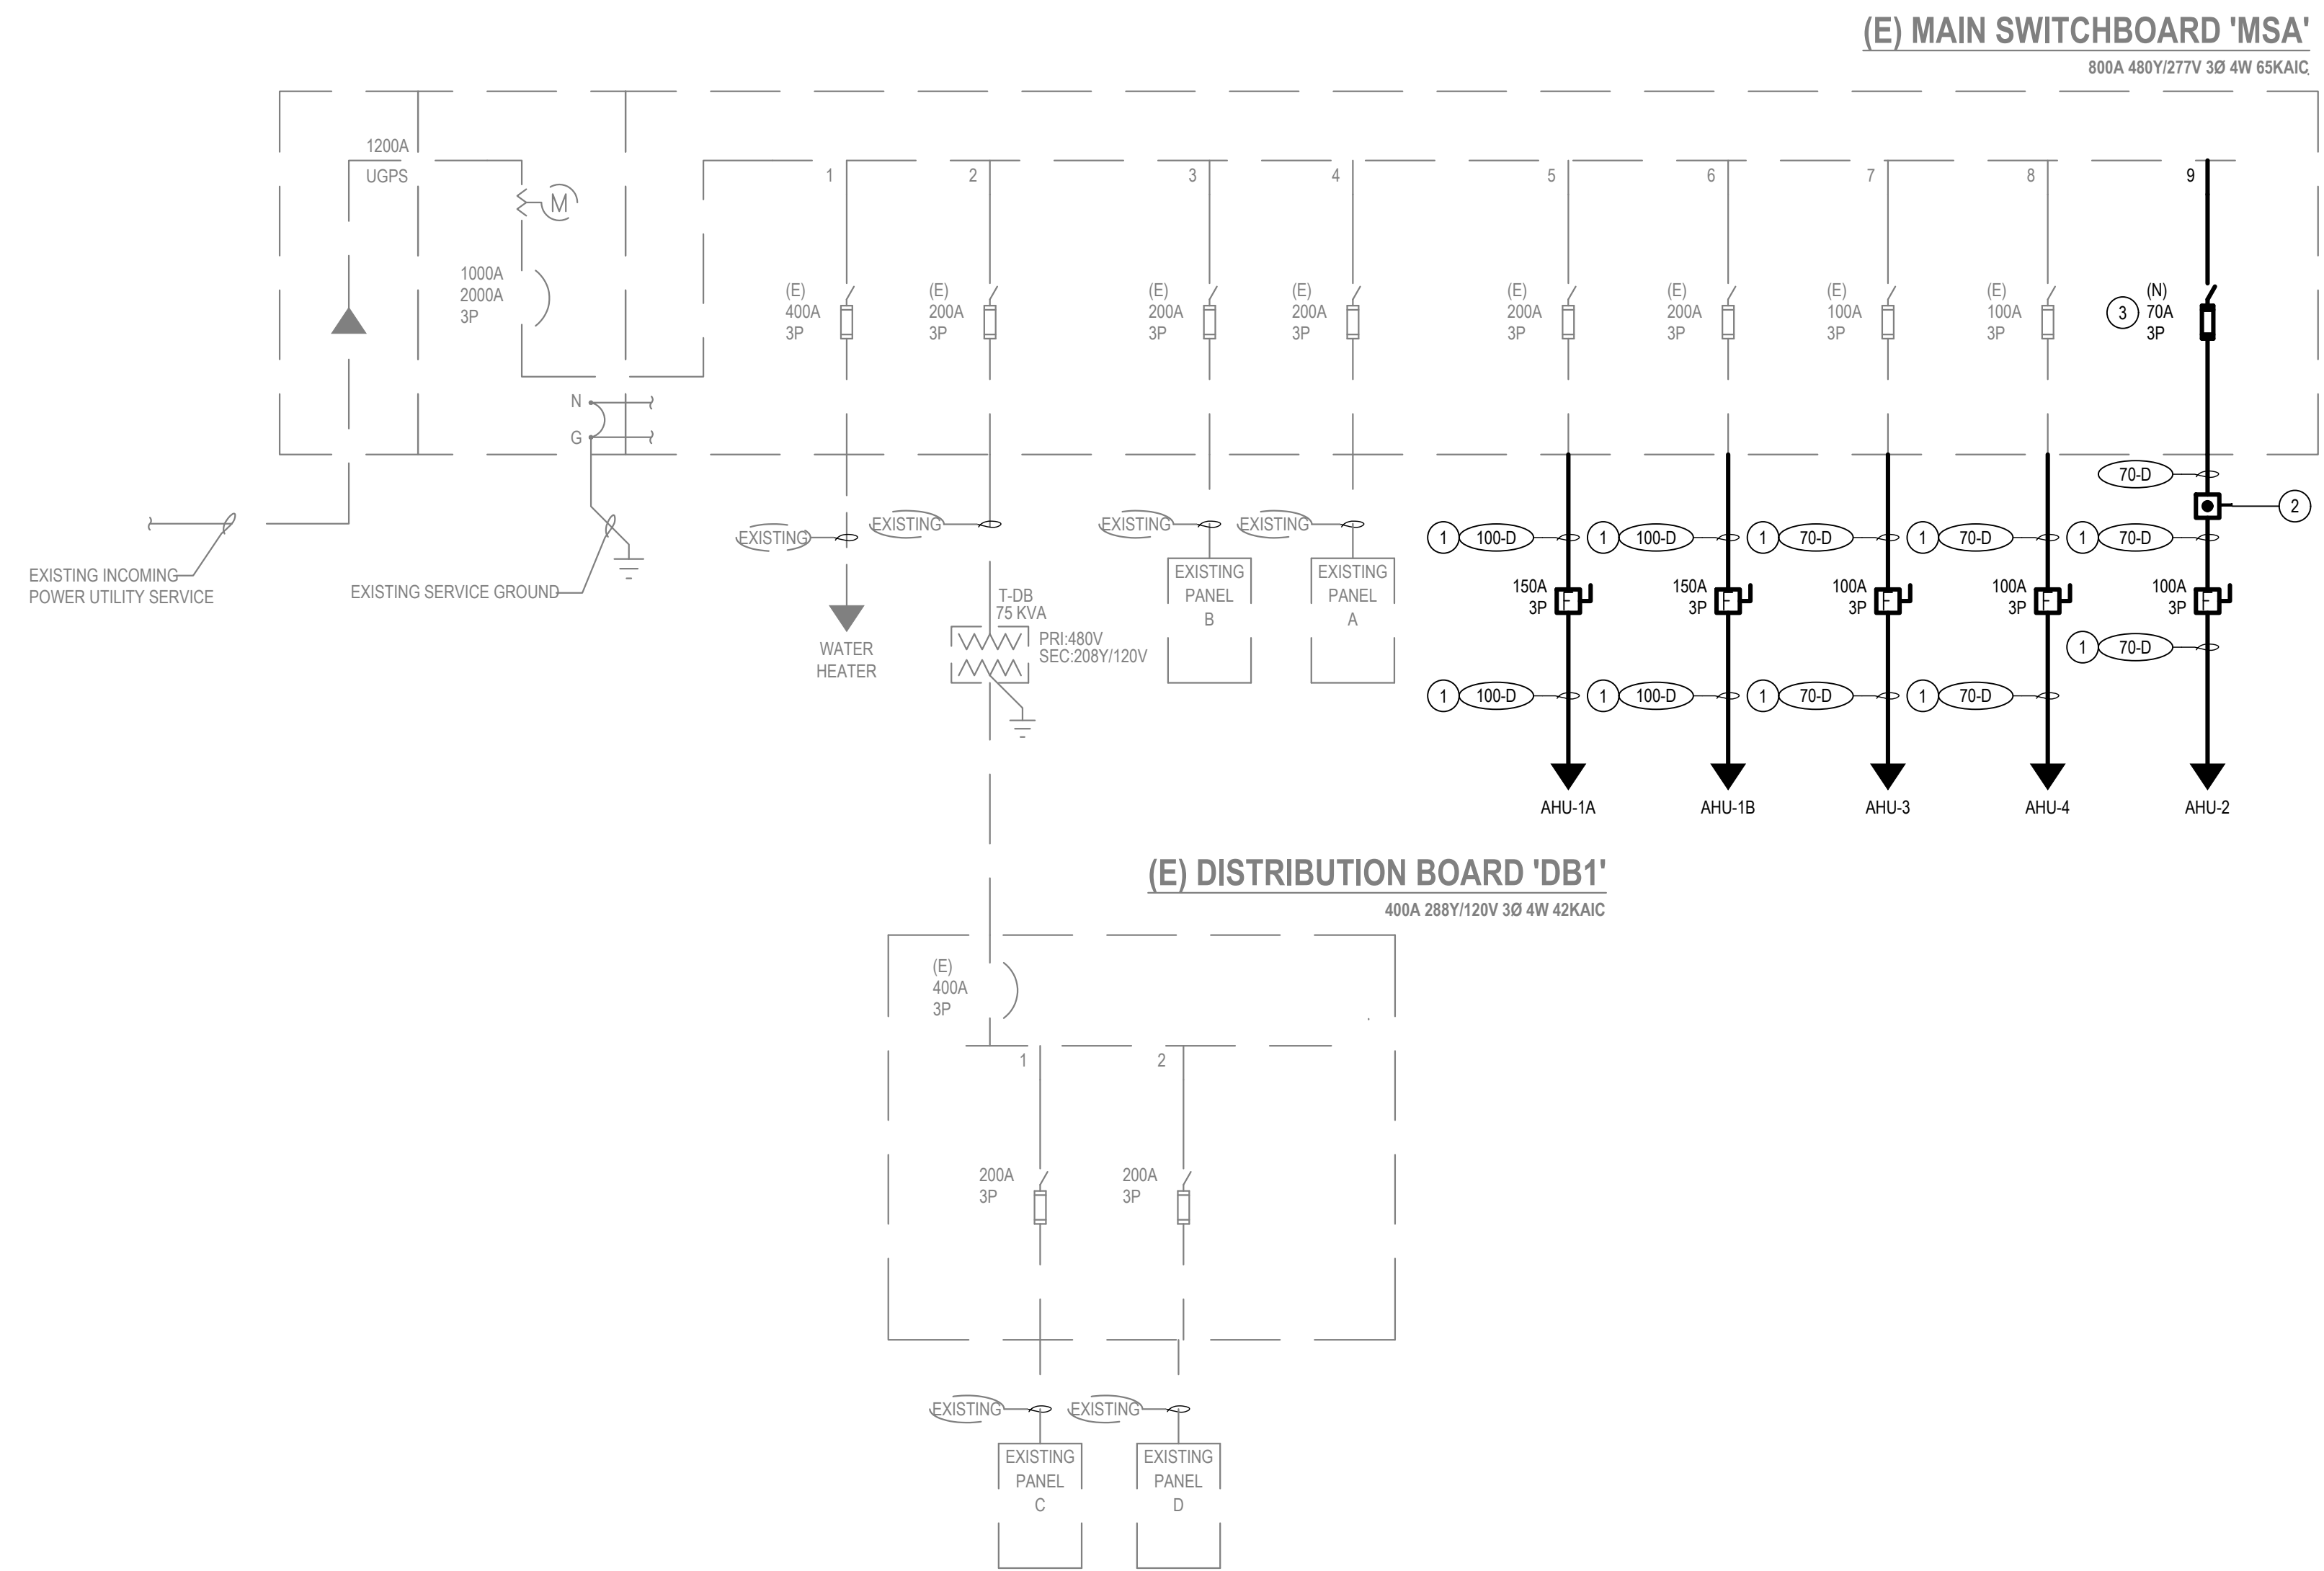 (E) MAIN SWITCHBOARD 'MSA'
800A 480Y/277V 3Ø 4W 65KAIC
1200A
UGPS
M
1000A
2000A
3P
N
G
1
2
3
4
5
6
7
8
9
(E)
400A
3P
(E)
200A
3P
(E)
200A
3P
(E)
200A
3P
(E)
200A
3P
(E)
200A
3P
(E)
100A
3P
(E)
100A
3P
3
(N)
70A
3P
70-D
2
EXISTING INCOMING
POWER UTILITY SERVICE
EXISTING SERVICE GROUND
EXISTING
EXISTING
EXISTING
EXISTING
1 100-D
1 100-D
1 70-D
1 70-D
1 70-D
WATER
HEATER
T-DB
75 KVA
PRI:480V
SEC:208Y/120V
EXISTING
PANEL
B
EXISTING
PANEL
A
150A
3P
F
150A
3P
F
100A
3P
F
100A
3P
F
100A
3P
F
1 70-D
1 100-D
1 100-D
1 70-D
1 70-D
AHU-1A
AHU-1B
AHU-3
AHU-4
AHU-2
(E) DISTRIBUTION BOARD 'DB1'
400A 288Y/120V 3Ø 4W 42KAIC
(E)
400A
3P
1
2
200A
3P
200A
3P
EXISTING
EXISTING
EXISTING
PANEL
C
EXISTING
PANEL
D